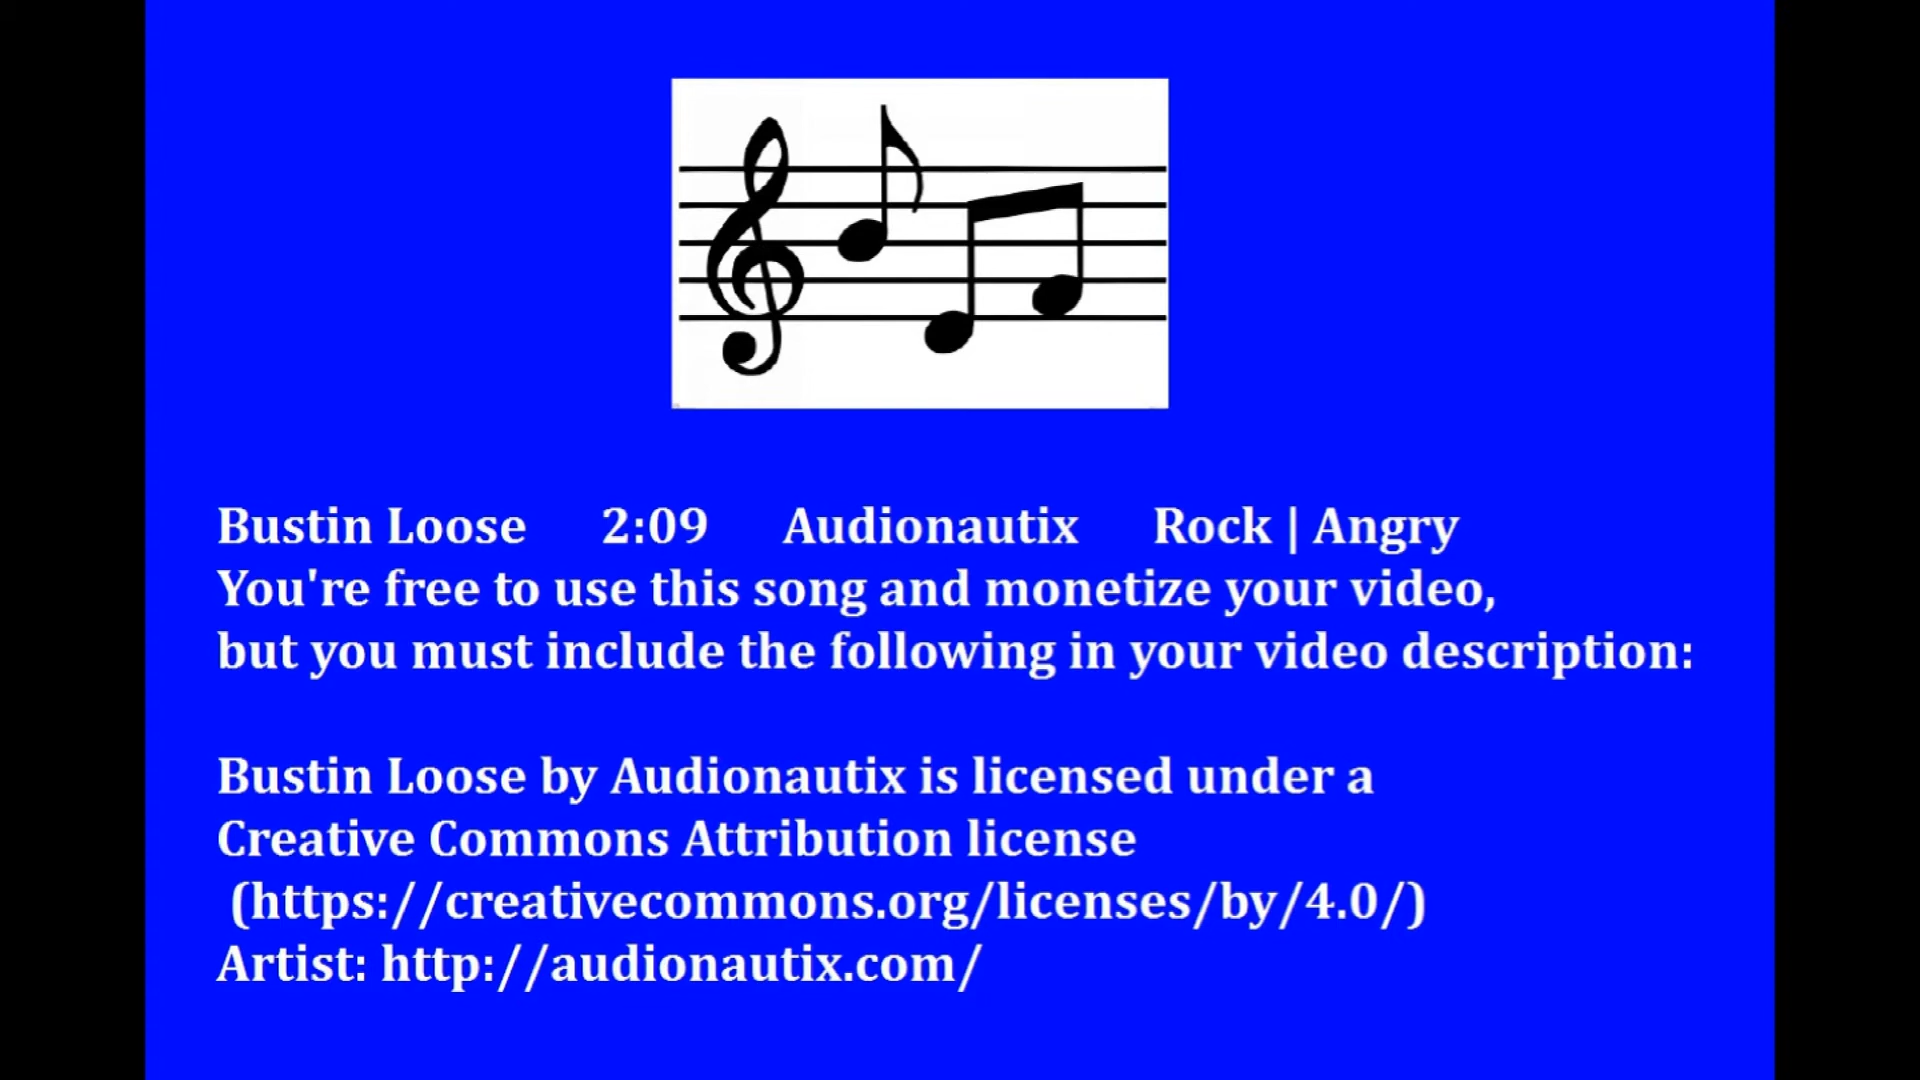 Bustin Loose 2:09 Audionautix Rock | Angry
You're free to use this song and monetize your video,
but you must include the following in your video description:
Bustin Loose by Audionautix is licensed under a
Creative Commons Attribution license
(https://creativecommons.org/licenses/by/4.0/)
Artist: http://audionautix.com/